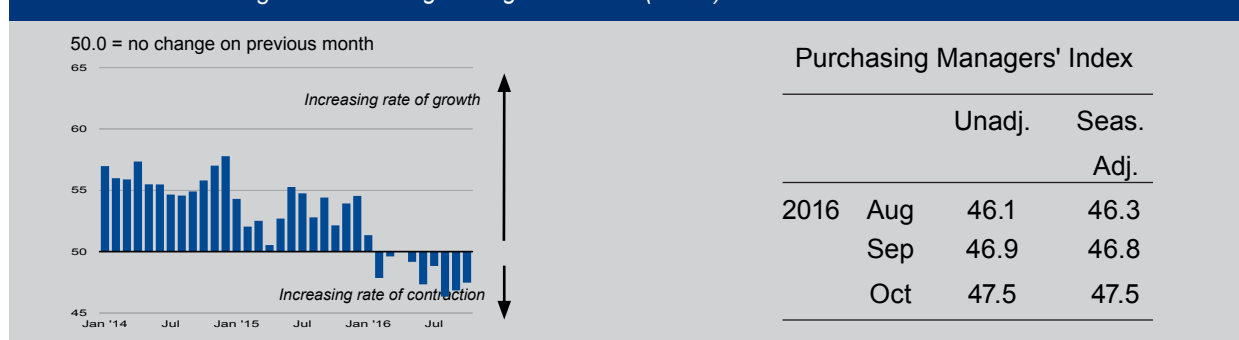 50.0 = no change on previous month
65
Increasing rate of growth
60
55
50
Increasing rate of contraction
45
Jan '14 Jul Jan '15 Jul Jan '16 Jul
Purchasing Managers' Index
Unadj. Seas.
Adj.
2016 Aug 46.1 46.3
Sep 46.9 46.8
Oct 47.5 47.5